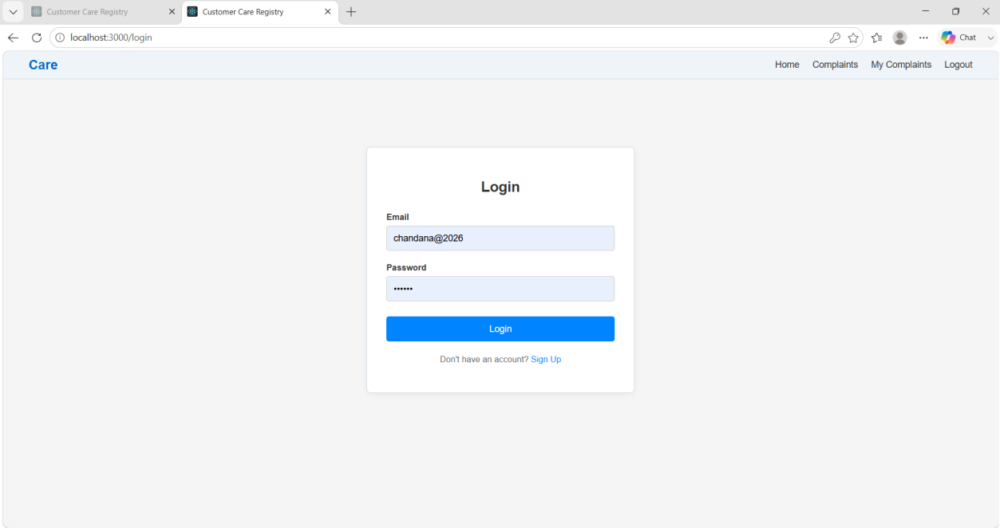 Customer Care Registry
Customer Care Registry
localhost:3000/login
Chat
Care
Home Complaints My Complaints Logout
Login
Email
chandana@2026
Password
••••••
Login
Don't have an account? Sign Up